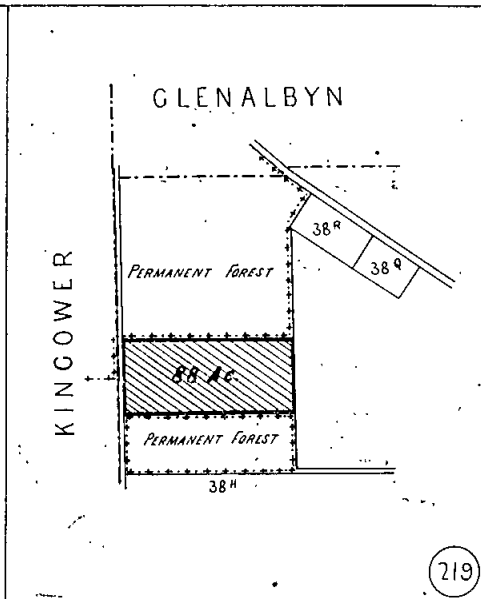 GLENALBYN
KINGOWER
38R
38Q
PERMANENT FOREST
88 Ac.
PERMANENT FOREST
38H
219